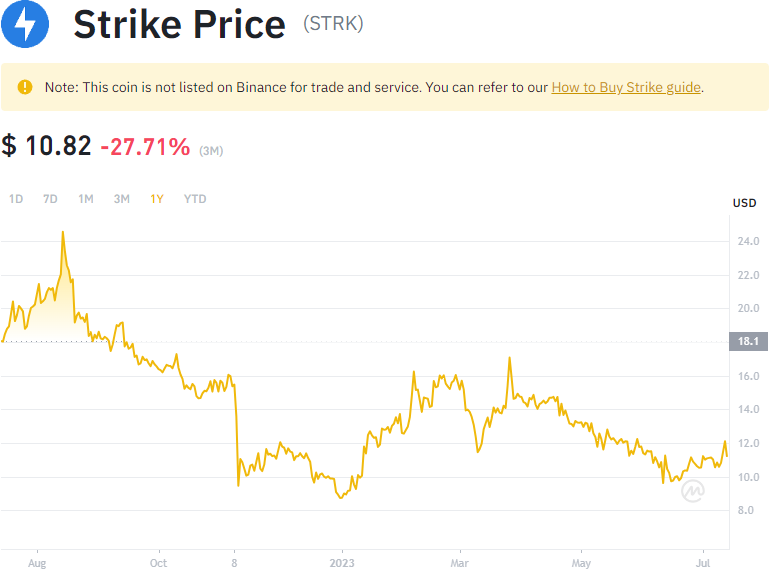 Strike Price (STRK)
Note: This coin is not listed on Binance for trade and service. You can refer to our How to Buy Strike guide.
$ 10.82 -27.71% (3M)
1D 7D 1M 3M 1Y YTD
USD
24.0
22.0
20.0
18.1
16.0
14.0
12.0
10.0
8.0
Aug Oct 8 2023 Mar May Jul